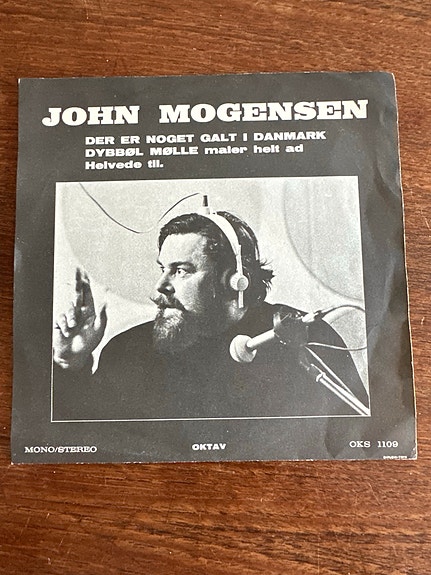 JOHN MOGENSEN
DER ER NOGET GALT I DANMARK
DYBBØL MØLLE maler helt ad
Helvede til.
MONO/STEREO OKTAV OKS 1109